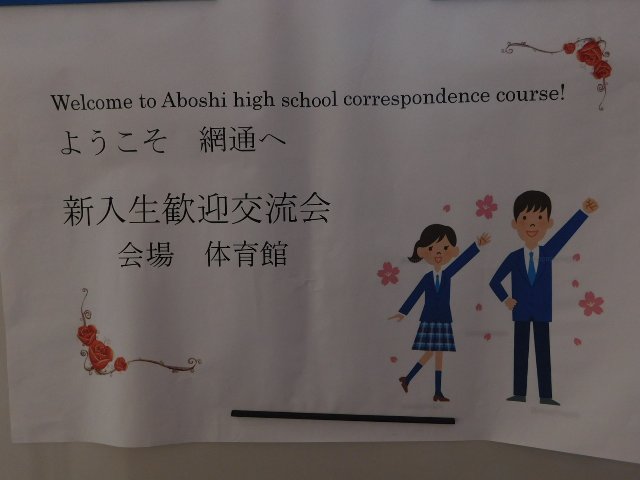 Welcome to Aboshi high school correspondence course!
ようこそ　網通へ
新入生歓迎交流会
会場　体育館